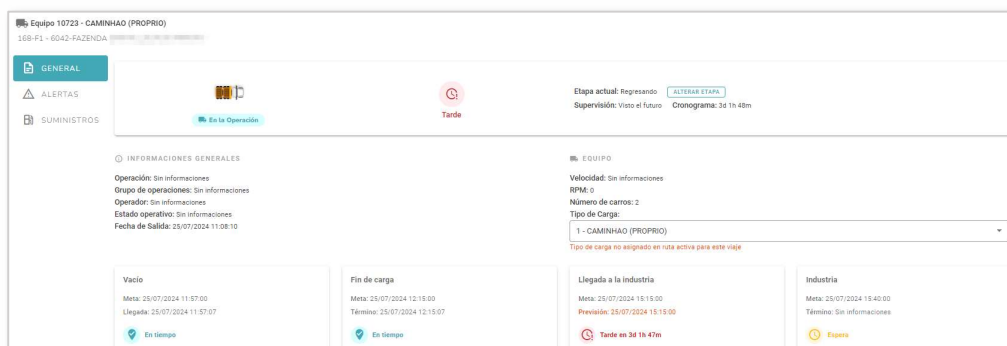 Equipo 10723 - CAMINHAO (PROPRIO)
168-F1 - 6042-FAZENDA
GENERAL
ALERTAS
SUMINISTROS
En la Operación
Tarde
Etapa actual: Regresando ALTERAR ETAPA
Supervisión: Visto el futuro Cronograma: 3d 1h 48m
INFORMACIONES GENERALES
Operación: Sin informaciones
Grupo de operaciones: Sin informaciones
Operador: Sin informaciones
Estado operativo: Sin informaciones
Fecha de Salida: 25/07/2024 11:08:10
EQUIPO
Velocidad: Sin informaciones
RPM: 0
Número de carros: 2
Tipo de Carga:
1 - CAMINHAO (PROPRIO)
Tipo de carga no asignado en ruta activa para este viaje
Vacío
Meta: 25/07/2024 11:57:00
Llegada: 25/07/2024 11:57:07
En tiempo
Fin de carga
Meta: 25/07/2024 12:15:00
Término: 25/07/2024 12:15:07
En tiempo
Llegada a la industria
Meta: 25/07/2024 15:15:00
Previsión: 25/07/2024 15:15:00
Tarde en 3d 1h 47m
Industria
Meta: 25/07/2024 15:40:00
Término: Sin informaciones
Espera